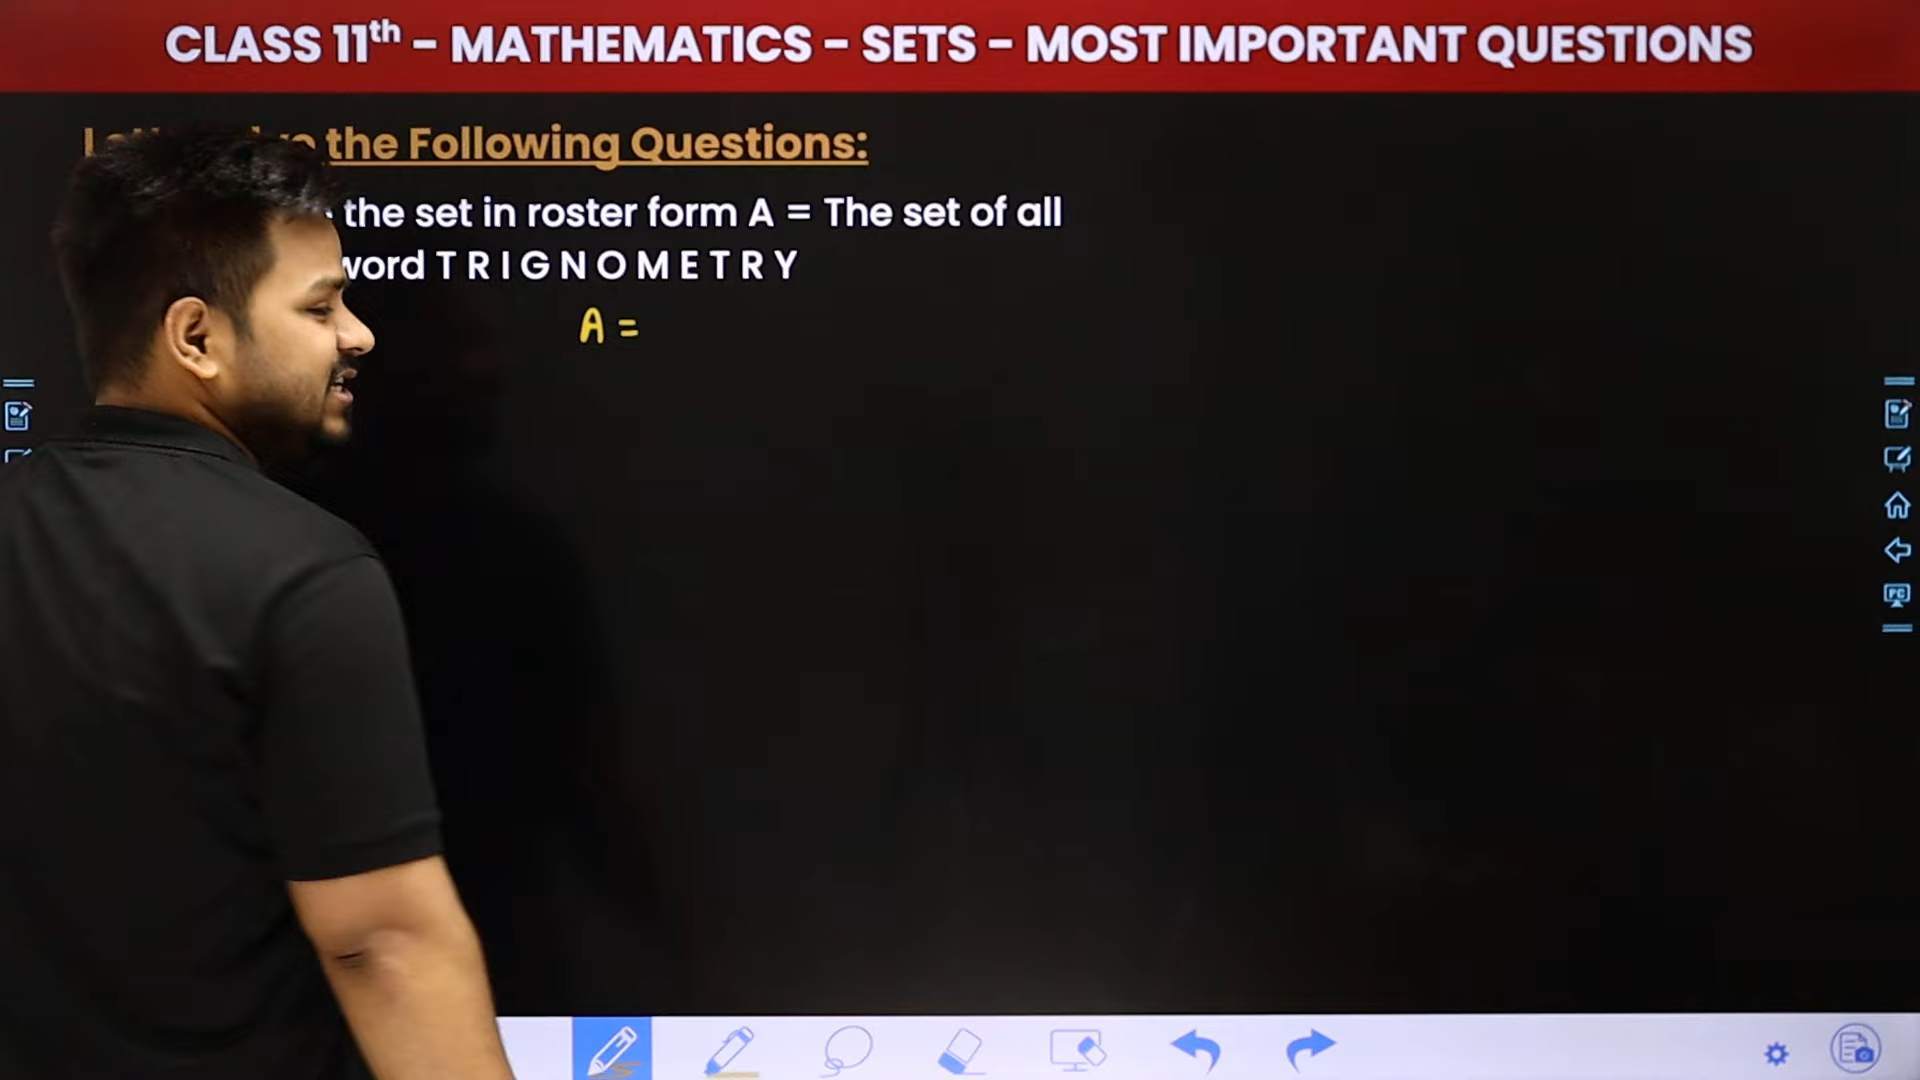 CLASS 11th - MATHEMATICS - SETS - MOST IMPORTANT QUESTIONS
the Following Questions:
the set in roster form A = The set of all
word T R I G N O M E T R Y
A =
PC